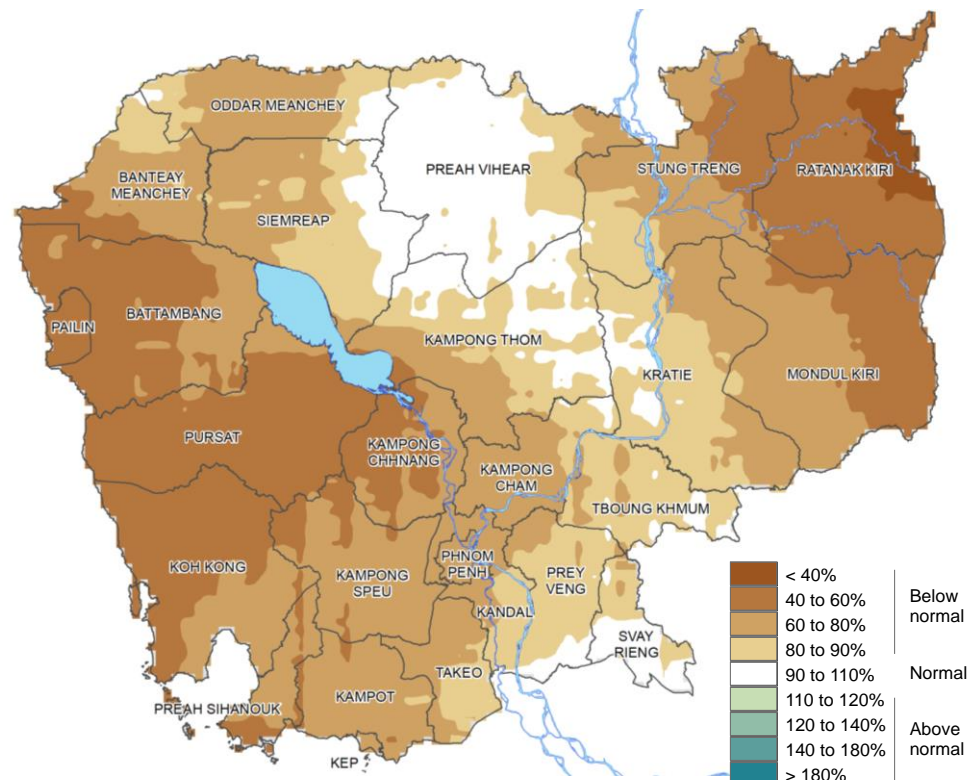 ODDAR MEANCHEY
PREAH VIHEAR
STUNG TRENG
RATANAK KIRI
BANTEAY
MEANCHEY
SIEMREAP
BATTAMBANG
PAILIN
KAMPONG THOM
KRATIE
MONDUL KIRI
PURSAT
KAMPONG
CHHNANG
KAMPONG
CHAM
TBOUNG KHMUM
KOH KONG
KAMPONG
SPEU
PHNOM
PENH
PREY
VENG
KANDAL
SVAY
RIENG
TAKEO
KAMPOT
PREAH SIHANOUK
KEP
< 40%
40 to 60%
60 to 80%
80 to 90%
Below
normal
90 to 110%
Normal
110 to 120%
120 to 140%
140 to 180%
> 180%
Above
normal